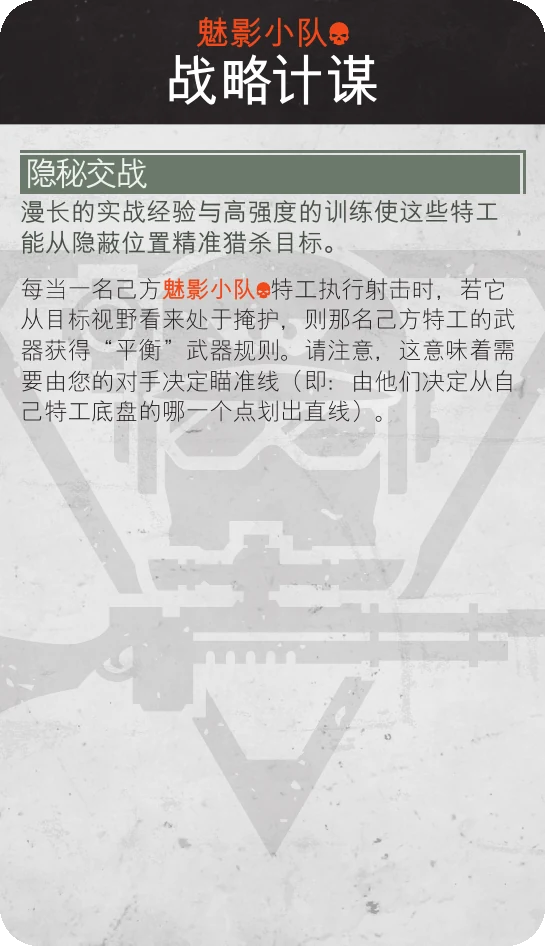 魅影小队
战略计谋
隐秘交战
漫长的实战经验与高强度的训练使这些特工
能从隐蔽位置精准猎杀目标。
每当一名己方魅影小队特工执行射击时，若它
从目标视野看来处于掩护，则那名己方特工的武
器获得“平衡”武器规则。请注意，这意味着需
要由您的对手决定瞄准线（即：由他们决定从自
己特工底盘的哪一个点划出直线）。